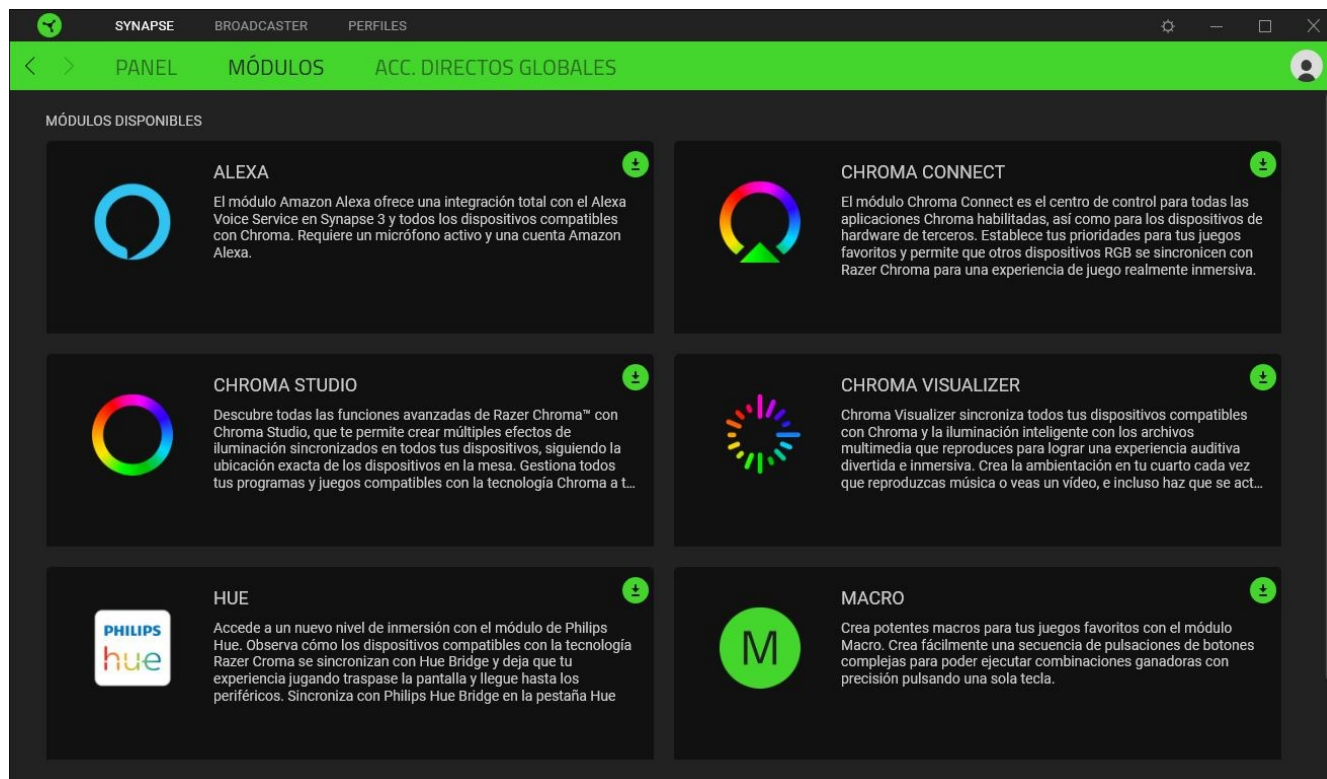 SYNAPSE BROADCASTER PERFILES
PANEL MÓDULOS ACC. DIRECTOS GLOBALES
MÓDULOS DISPONIBLES
ALEXA
El módulo Amazon Alexa ofrece una integración total con el Alexa
Voice Service en Synapse 3 y todos los dispositivos compatibles
con Chroma. Requiere un micrófono activo y una cuenta Amazon
Alexa.
CHROMA CONNECT
El módulo Chroma Connect es el centro de control para todas las
aplicaciones Chroma habilitadas, así como para los dispositivos de
hardware de terceros. Establece tus prioridades para tus juegos
favoritos y permite que otros dispositivos RGB se sincronicen con
Razer Chroma para una experiencia de juego realmente inmersiva.
CHROMA STUDIO
Descubre todas las funciones avanzadas de Razer Chroma™ con
Chroma Studio, que te permite crear múltiples efectos de
iluminación sincronizados en todos tus dispositivos, siguiendo la
ubicación exacta de los dispositivos en la mesa. Gestiona todos
tus programas y juegos compatibles con la tecnología Chroma a t...
CHROMA VISUALIZER
Chroma Visualizer sincroniza todos tus dispositivos compatibles
con Chroma y la iluminación inteligente con los archivos
multimedia que reproduces para lograr una experiencia auditiva
divertida e inmersiva. Crea la ambientación en tu cuarto cada vez
que reproduzcas música o veas un vídeo, e incluso haz que se act...
PHILIPS
hue
HUE
Accede a un nuevo nivel de inmersión con el módulo de Philips
Hue. Observa cómo los dispositivos compatibles con la tecnología
Razer Croma se sincronizan con Hue Bridge y deja que tu
experiencia jugando traspase la pantalla y llegue hasta los
periféricos. Sincroniza con Philips Hue Bridge en la pestaña Hue
M
MACRO
Crea potentes macros para tus juegos favoritos con el módulo
Macro. Crea fácilmente una secuencia de pulsaciones de botones
complejas para poder ejecutar combinaciones ganadoras con
precisión pulsando una sola tecla.